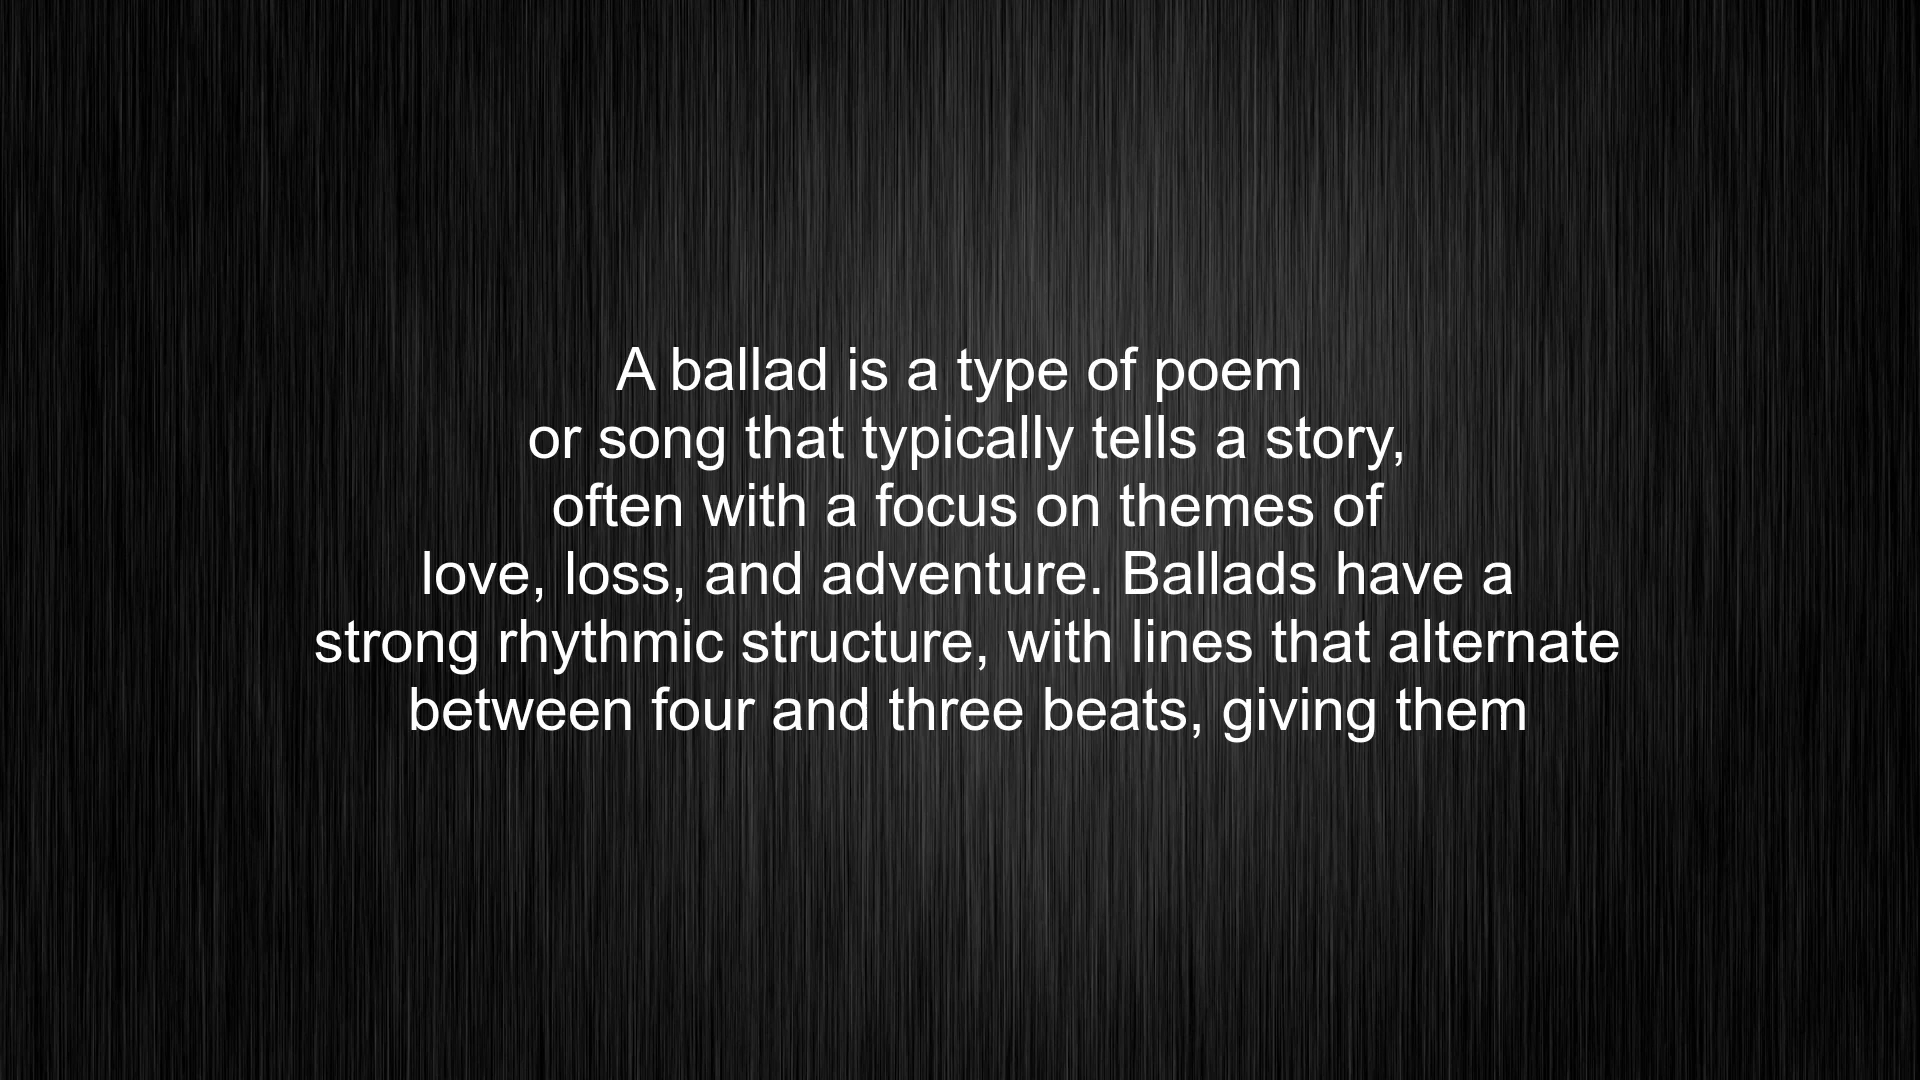 A ballad is a type of poem
or song that typically tells a story,
often with a focus on themes of
love, loss, and adventure. Ballads have a
strong rhythmic structure, with lines that alternate
between four and three beats, giving them